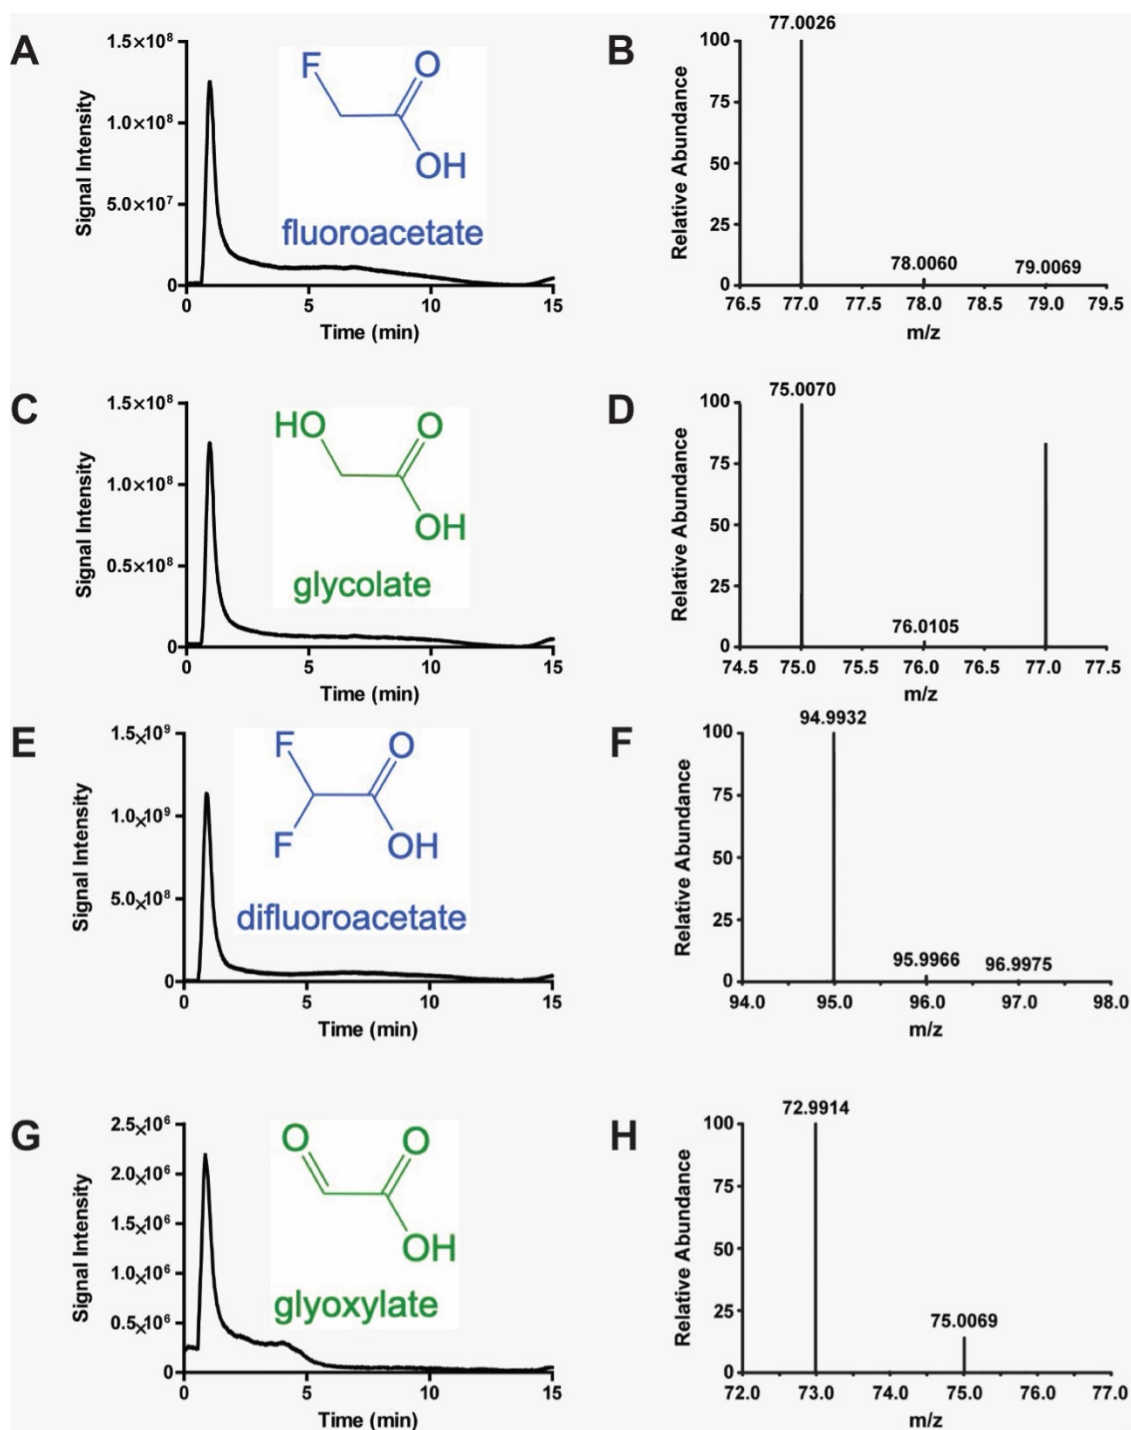 A
1.5×10⁸
1.0×10⁸
5.0×10⁷
0
Signal Intensity
0 5 10 15
Time (min)
F O
OH
fluoroacetate
B
77.0026
100
75
50
25
0
Relative Abundance
78.0060 79.0069
76.5 77.0 77.5 78.0 78.5 79.0 79.5
m/z
C
1.5×10⁸
1.0×10⁸
0.5×10⁸
0
Signal Intensity
0 5 10 15
Time (min)
HO O
OH
glycolate
D
75.0070
100
75
50
25
0
Relative Abundance
76.0105
74.5 75.0 75.5 76.0 76.5 77.0 77.5
m/z
E
1.5×10⁹
1.0×10⁹
5.0×10⁸
0
Signal Intensity
0 5 10 15
Time (min)
F O
F OH
difluoroacetate
F
94.9932
100
75
50
25
0
Relative Abundance
95.9966 96.9975
94.0 95.0 96.0 97.0 98.0
m/z
G
2.5×10⁶
2.0×10⁶
1.5×10⁶
1.0×10⁶
0.5×10⁶
0
Signal Intensity
0 5 10 15
Time (min)
O O
OH
glyoxylate
H
72.9914
100
75
50
25
0
Relative Abundance
75.0069
72.0 73.0 74.0 75.0 76.0 77.0
m/z